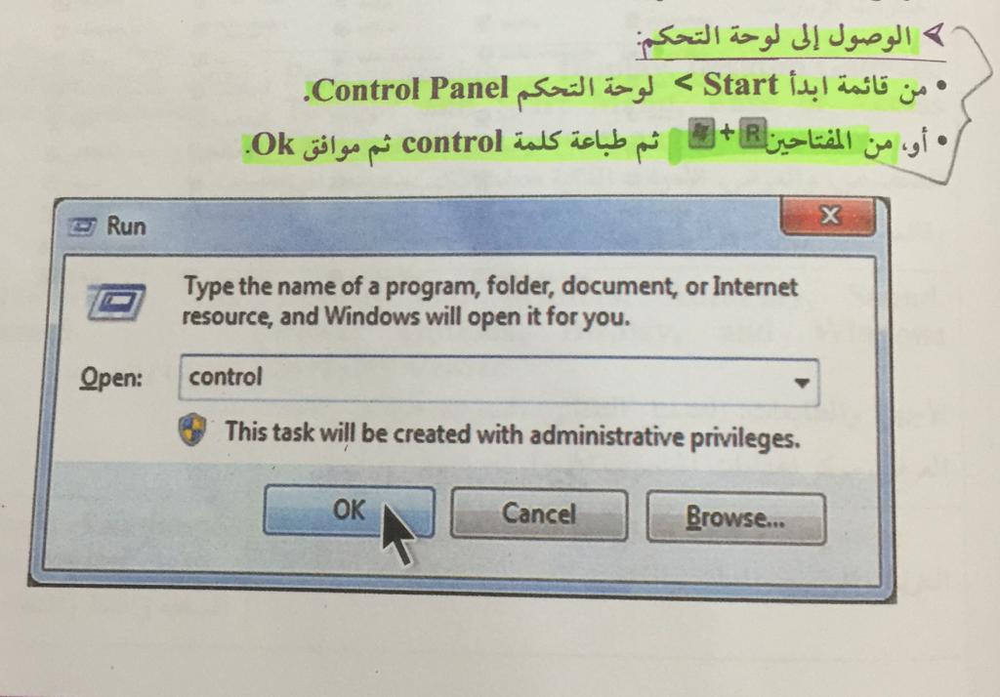 الوصول إلى لوحة التحكم:
• من قائمة ابدأ Start > لوحة التحكم Control Panel.
• أو، من المفتاحين + R ثم طباعة كلمة control ثم موافق Ok.
Run
Type the name of a program, folder, document, or Internet
resource, and Windows will open it for you.
Open: control
This task will be created with administrative privileges.
OK Cancel Browse...